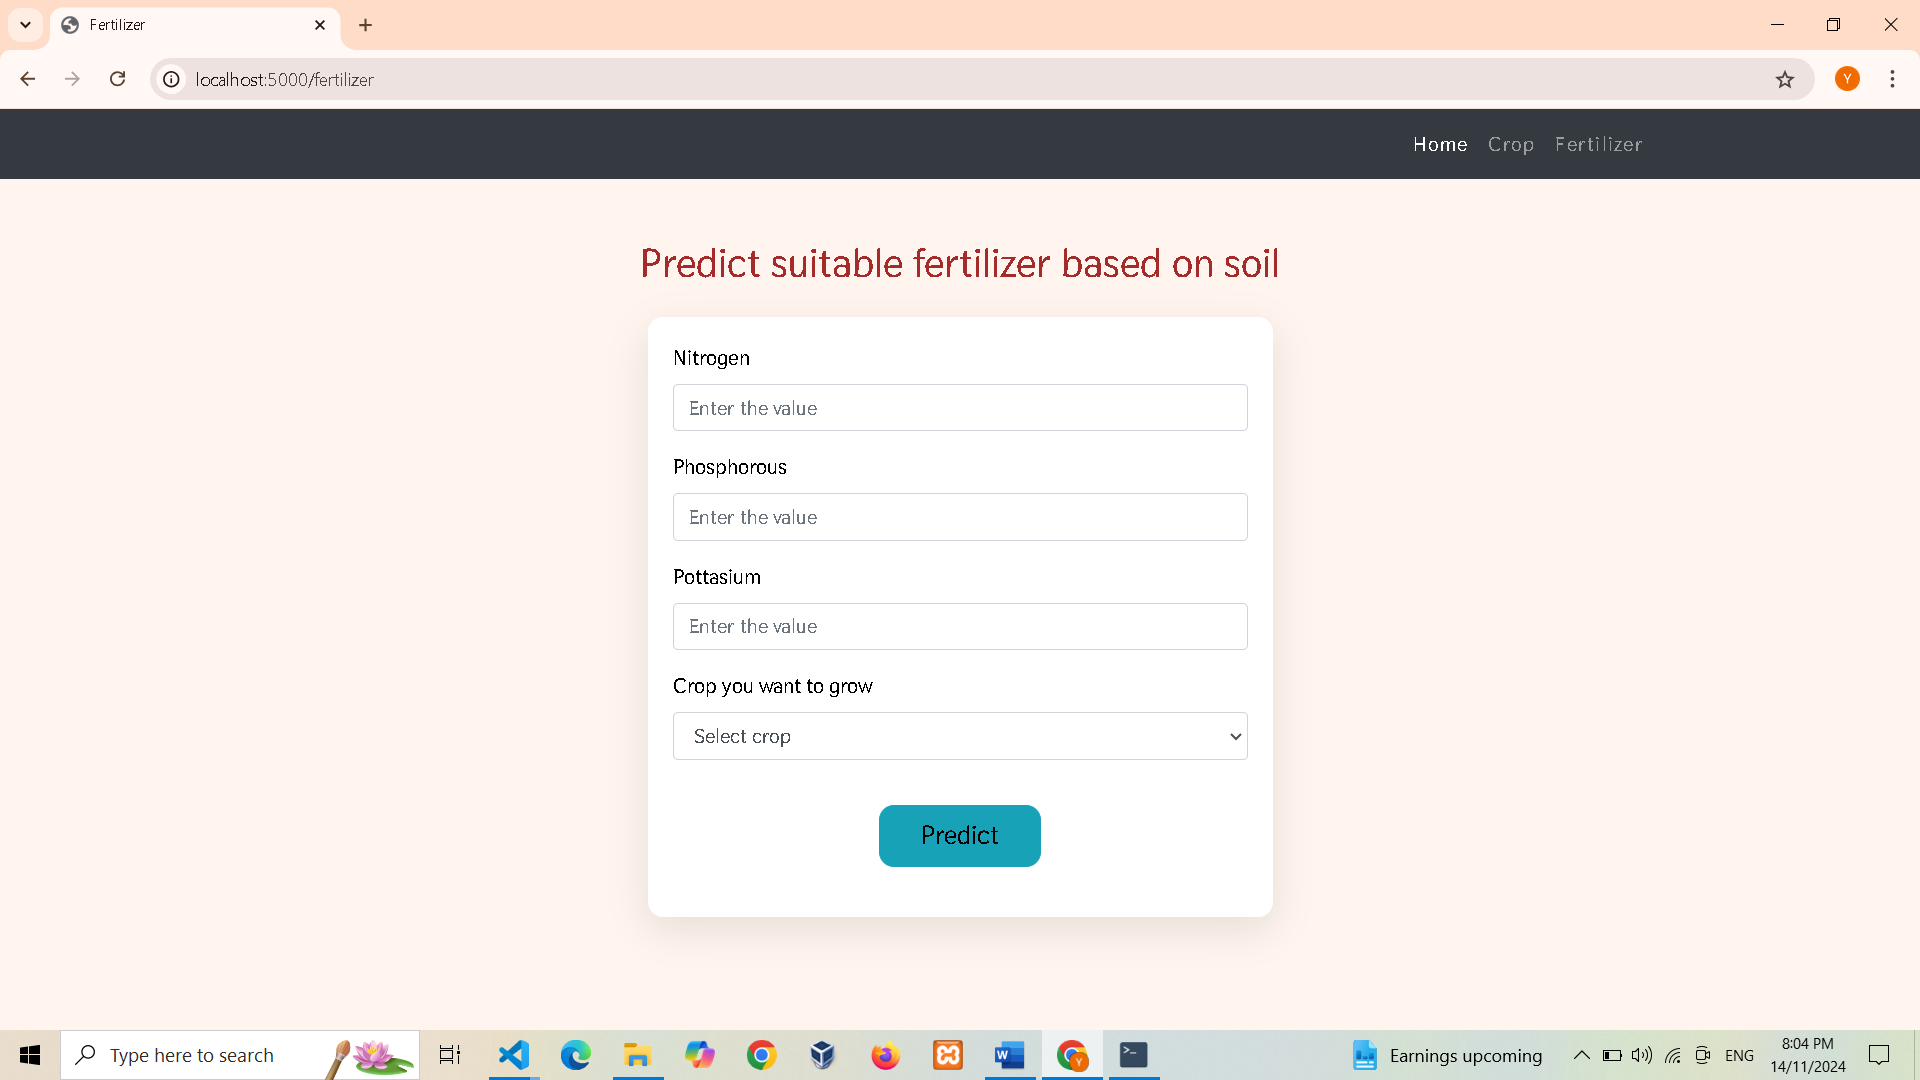 Fertilizer
localhost:5000/fertilizer
Y
Home Crop Fertilizer
Predict suitable fertilizer based on soil
Nitrogen
Enter the value
Phosphorous
Enter the value
Pottasium
Enter the value
Crop you want to grow
Select crop
Predict
Type here to search
Earnings upcoming
ENG
8:04 PM
14/11/2024